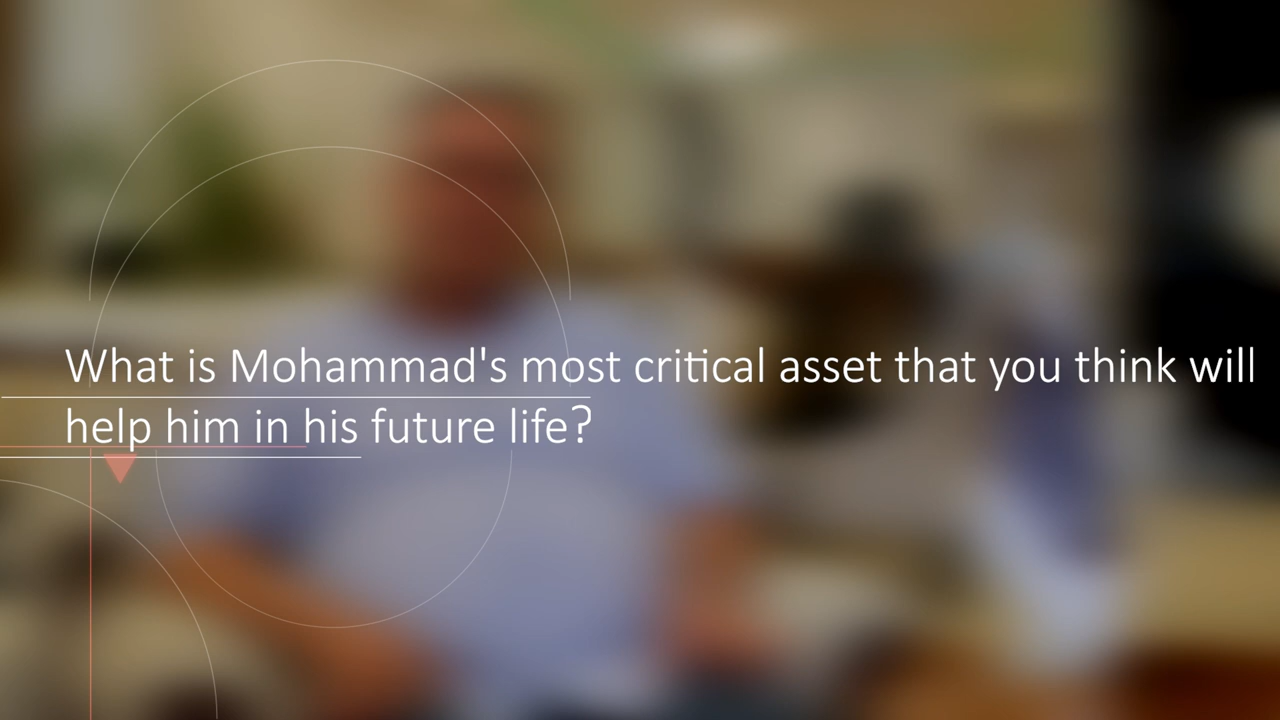 What is Mohammad's most critical asset that you think will
help him in his future life?